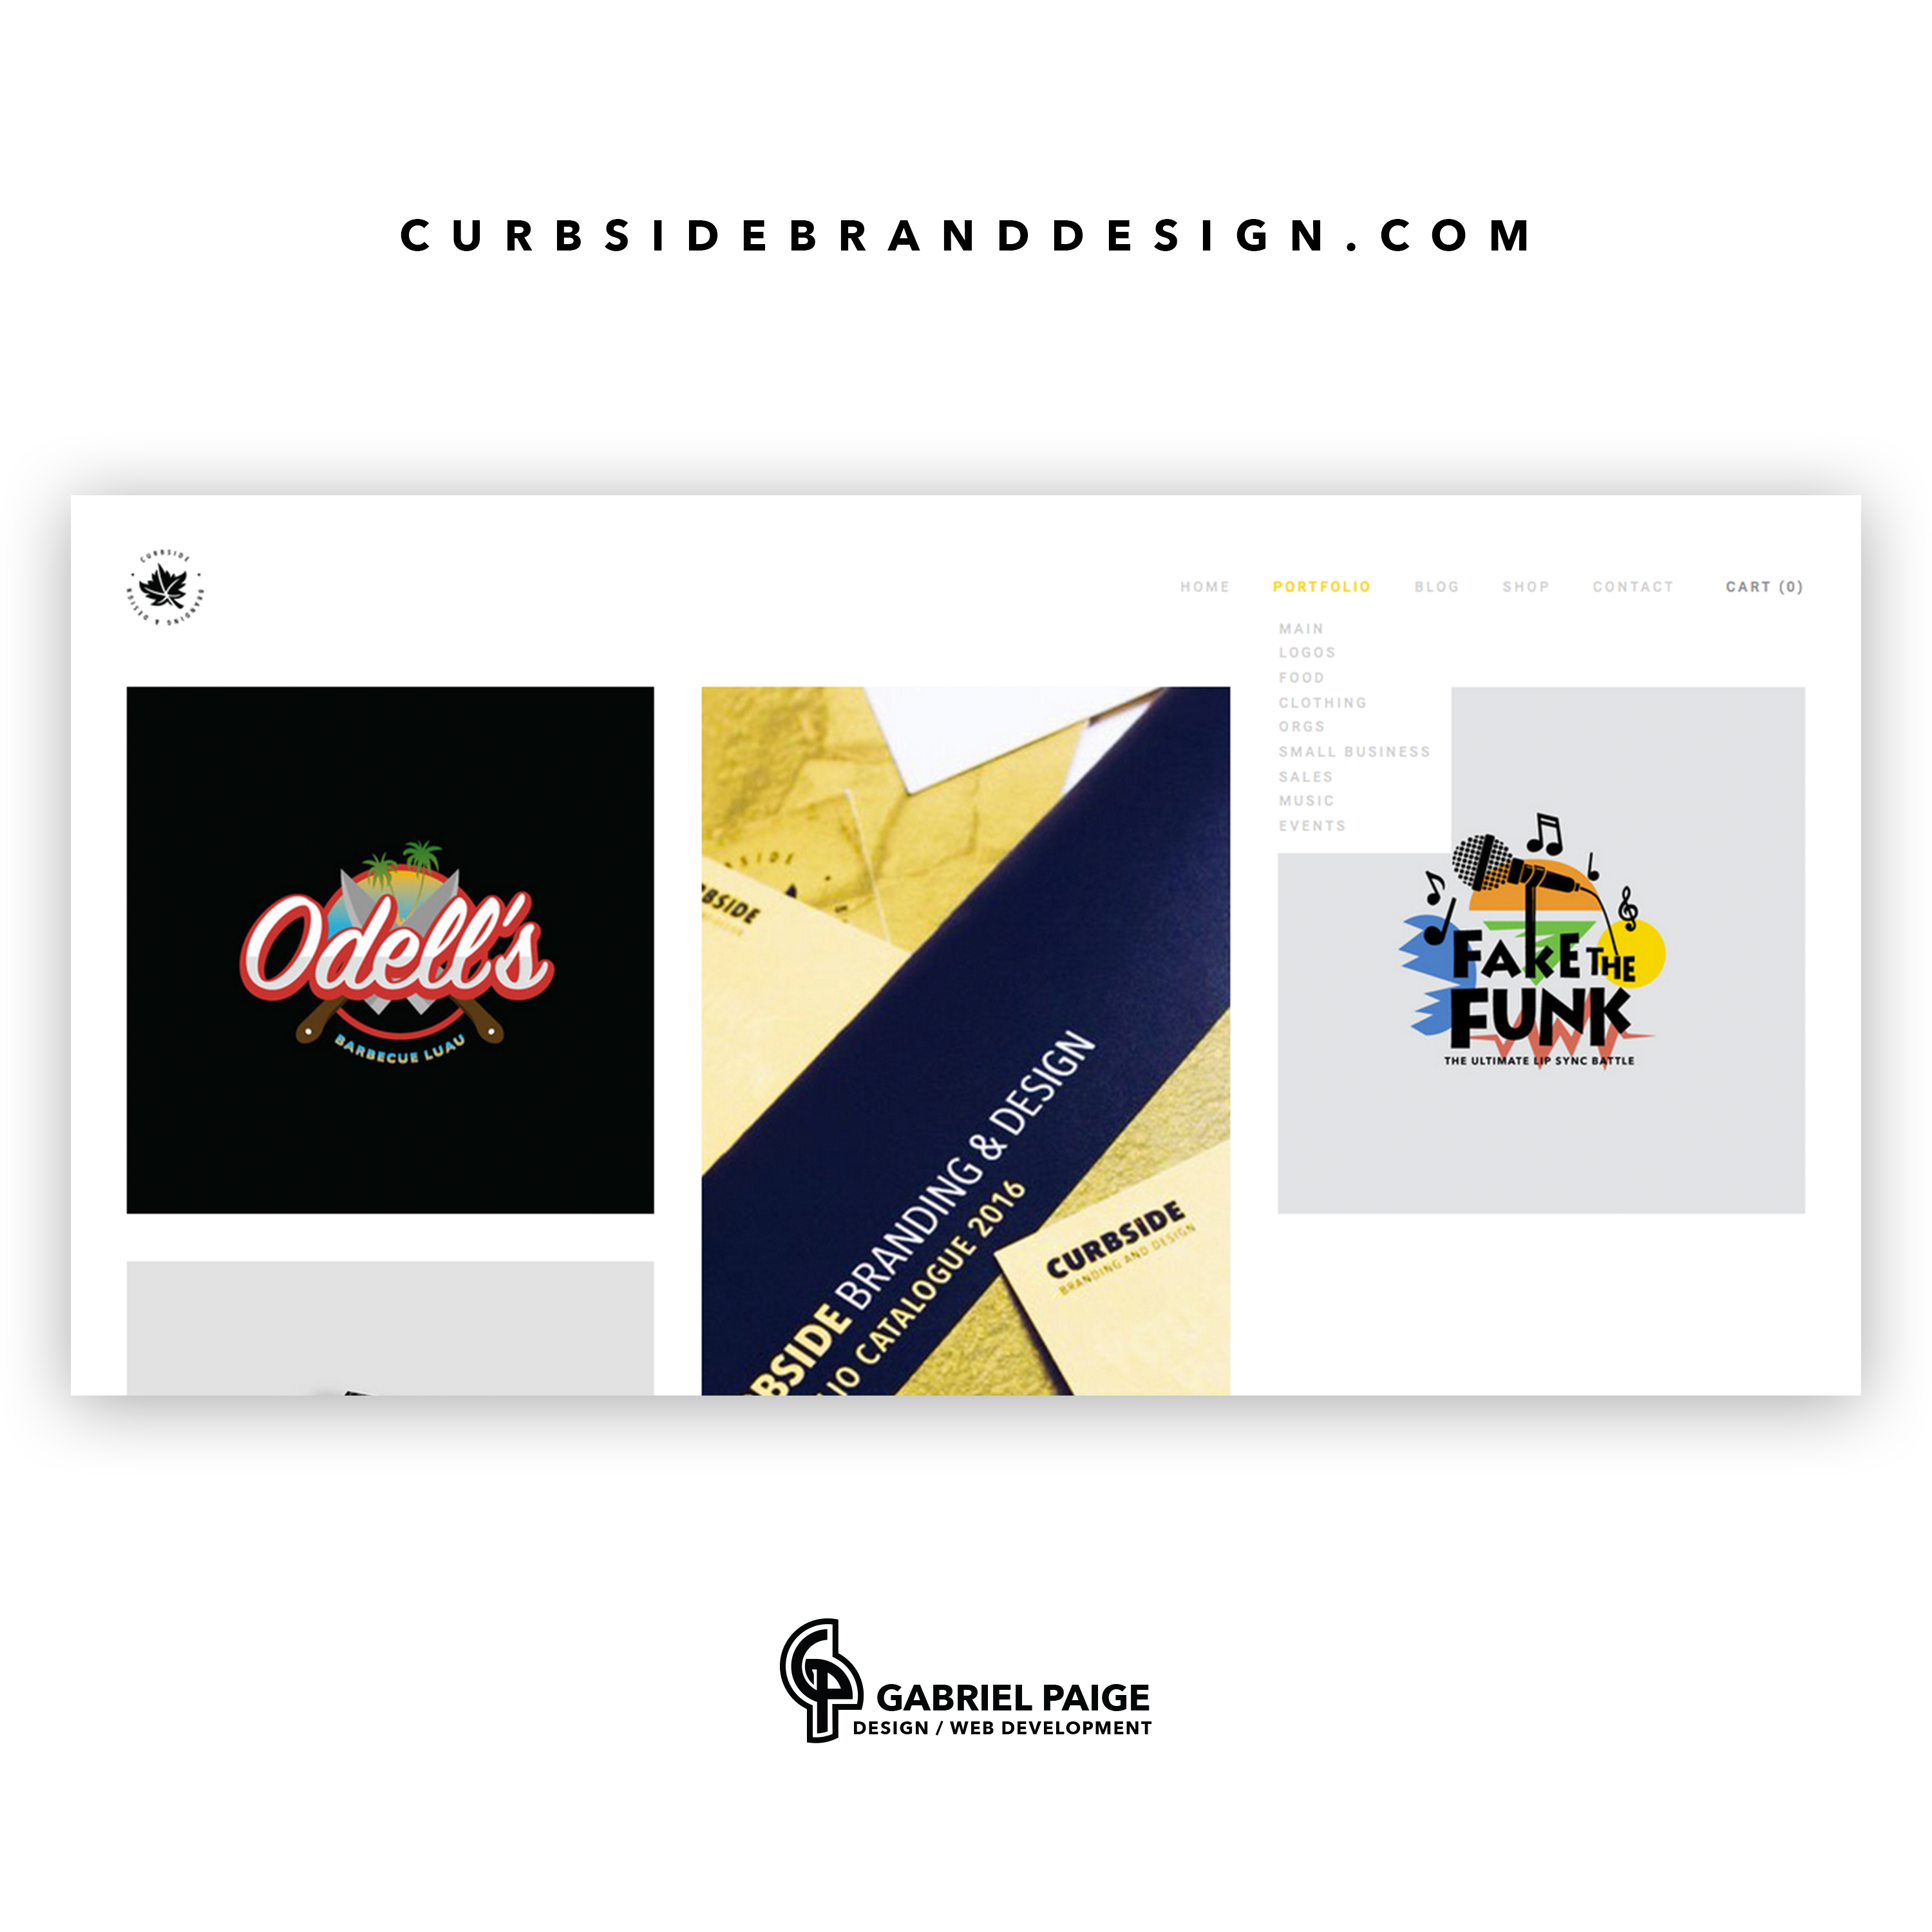 CURBSIDEBRANDDESIGN.COM
CURBSIDE
BRANDING & DESIGN
HOME PORTFOLIO BLOG SHOP CONTACT CART (0)
MAIN
LOGOS
FOOD
CLOTHING
ORGS
SMALL BUSINESS
SALES
MUSIC
EVENTS
Odell's
BARBECUE LUAU
SIDE
RBSIDE
BSIDE BRANDING & DESIGN
IO CATALOGUE 2016
CURBSIDE
BRANDING AND DESIGN
FAKE THE
FUNK
THE ULTIMATE LIP SYNC BATTLE
GABRIEL PAIGE
DESIGN / WEB DEVELOPMENT